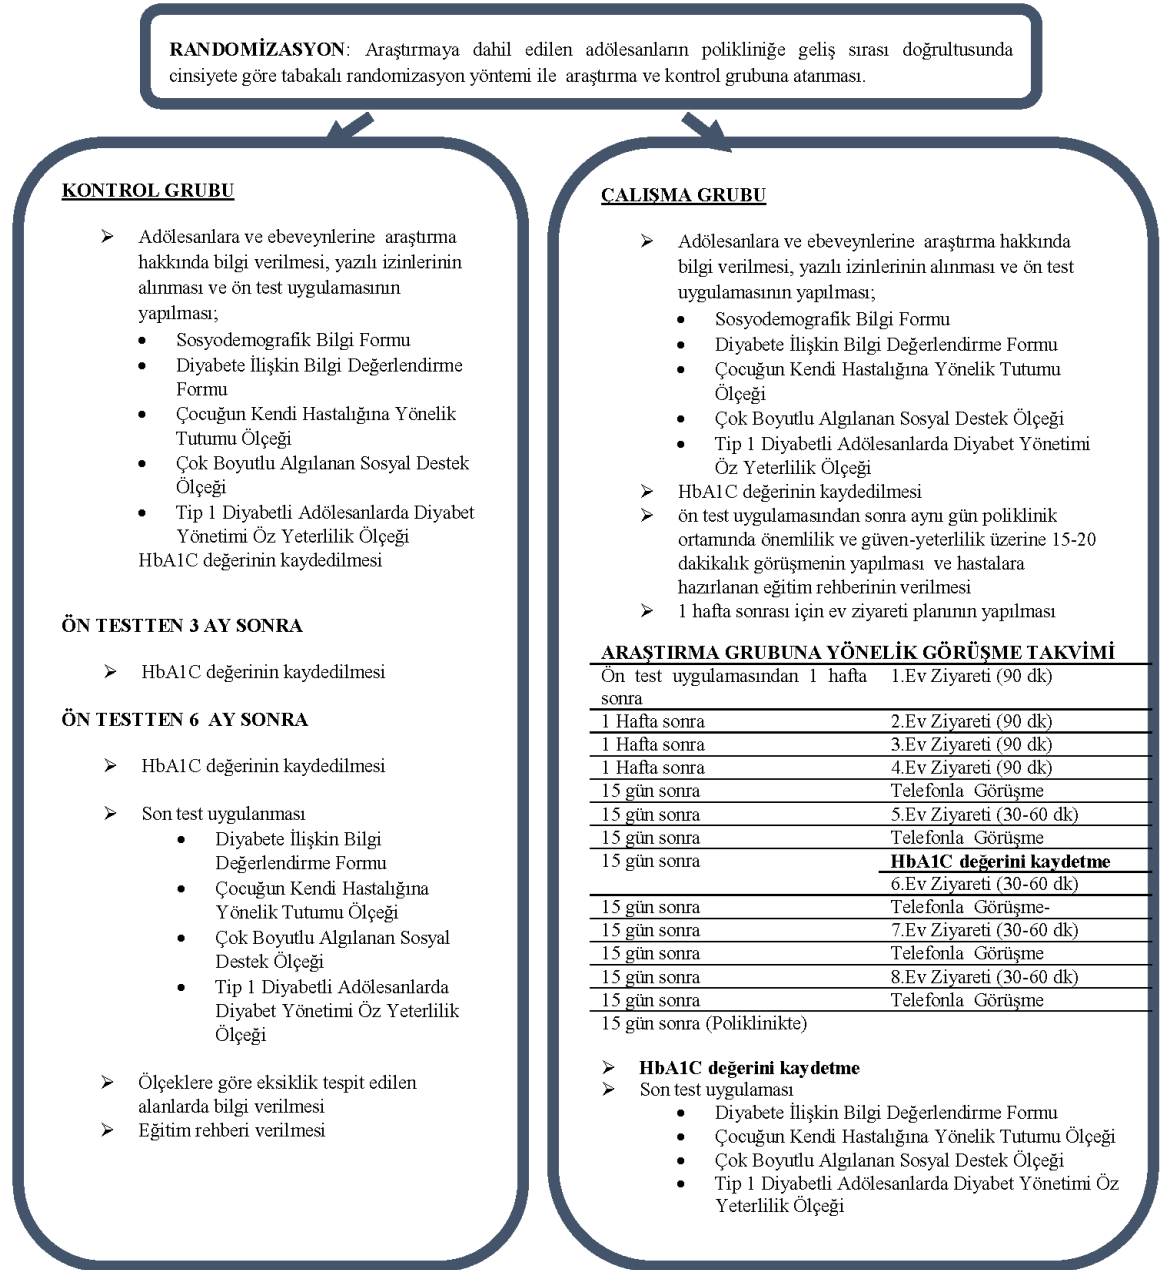 RANDOMİZASYON: Araştırmaya dahil edilen adölesanların polikliniğe geliş sırası doğrultusunda
cinsiyete göre tabakalı randomizasyon yöntemi ile araştırma ve kontrol grubuna atanması.
KONTROL GRUBU
➢ Adölesanlara ve ebeveynlerine araştırma
hakkında bilgi verilmesi, yazılı izinlerinin
alınması ve ön test uygulamasının
yapılması;
• Sosyodemografik Bilgi Formu
• Diyabete İlişkin Bilgi Değerlendirme
Formu
• Çocuğun Kendi Hastalığına Yönelik
Tutumu Ölçeği
• Çok Boyutlu Algılanan Sosyal Destek
Ölçeği
• Tip 1 Diyabetli Adölesanlarda Diyabet
Yönetimi Öz Yeterlilik Ölçeği
HbA1C değerinin kaydedilmesi
ÖN TESTTEN 3 AY SONRA
➢ HbA1C değerinin kaydedilmesi
ÖN TESTTEN 6 AY SONRA
➢ HbA1C değerinin kaydedilmesi
➢ Son test uygulanması
• Diyabete İlişkin Bilgi
Değerlendirme Formu
• Çocuğun Kendi Hastalığına
Yönelik Tutumu Ölçeği
• Çok Boyutlu Algılanan Sosyal
Destek Ölçeği
• Tip 1 Diyabetli Adölesanlarda
Diyabet Yönetimi Öz Yeterlilik
Ölçeği
➢ Ölçeklere göre eksiklik tespit edilen
alanlarda bilgi verilmesi
➢ Eğitim rehberi verilmesi
ÇALIŞMA GRUBU
➢ Adölesanlara ve ebeveynlerine araştırma hakkında
bilgi verilmesi, yazılı izinlerinin alınması ve ön test
uygulamasının yapılması;
• Sosyodemografik Bilgi Formu
• Diyabete İlişkin Bilgi Değerlendirme Formu
• Çocuğun Kendi Hastalığına Yönelik Tutumu
Ölçeği
• Çok Boyutlu Algılanan Sosyal Destek Ölçeği
• Tip 1 Diyabetli Adölesanlarda Diyabet Yönetimi
Öz Yeterlilik Ölçeği
➢ HbA1C değerinin kaydedilmesi
➢ ön test uygulamasından sonra aynı gün poliklinik
ortamında önemlilik ve güven-yeterlilik üzerine 15-20
dakikalık görüşmenin yapılması ve hastalara
hazırlanan eğitim rehberinin verilmesi
➢ 1 hafta sonrası için ev ziyareti planının yapılması
ARAŞTIRMA GRUBUNA YÖNELİK GÖRÜŞME TAKVİMİ
Ön test uygulamasından 1 hafta 1.Ev Ziyareti (90 dk)
sonra
1 Hafta sonra 2.Ev Ziyareti (90 dk)
1 Hafta sonra 3.Ev Ziyareti (90 dk)
1 Hafta sonra 4.Ev Ziyareti (90 dk)
15 gün sonra Telefonla Görüşme
15 gün sonra 5.Ev Ziyareti (30-60 dk)
15 gün sonra Telefonla Görüşme
15 gün sonra HbA1C değerini kaydetme
6.Ev Ziyareti (30-60 dk)
15 gün sonra Telefonla Görüşme-
15 gün sonra 7.Ev Ziyareti (30-60 dk)
15 gün sonra Telefonla Görüşme
15 gün sonra 8.Ev Ziyareti (30-60 dk)
15 gün sonra Telefonla Görüşme
15 gün sonra (Poliklinikte)
➢ HbA1C değerini kaydetme
➢ Son test uygulaması
• Diyabete İlişkin Bilgi Değerlendirme Formu
• Çocuğun Kendi Hastalığına Yönelik Tutumu Ölçeği
• Çok Boyutlu Algılanan Sosyal Destek Ölçeği
• Tip 1 Diyabetli Adölesanlarda Diyabet Yönetimi Öz
Yeterlilik Ölçeği